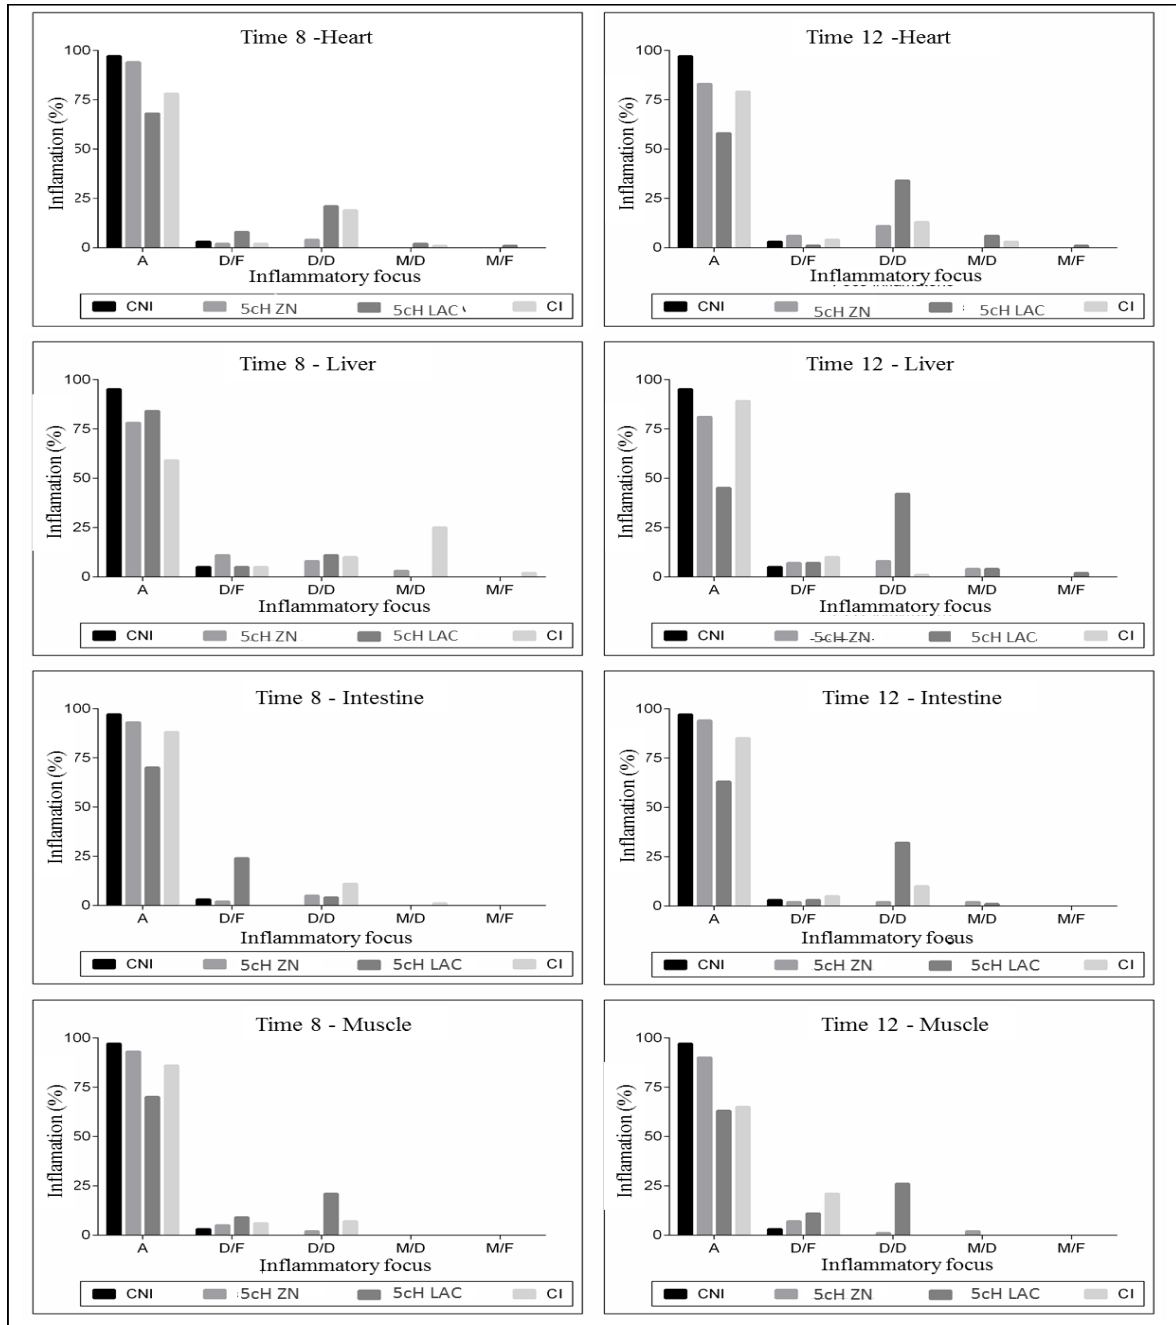 Time 8 -Heart
100
75
50
25
0
Inflamation (%)
A D/F D/D M/D M/F
Inflammatory focus
CNI 5cH ZN 5cH LAC CI
Time 12 -Heart
100
75
50
25
0
Inflamation (%)
A D/F D/D M/D M/F
Inflammatory focus
CNI 5cH ZN 5cH LAC CI
Time 8 - Liver
100
75
50
25
0
Inflamation (%)
A D/F D/D M/D M/F
Inflammatory focus
CNI 5cH ZN 5cH LAC CI
Time 12 - Liver
100
75
50
25
0
Inflamation (%)
A D/F D/D M/D M/F
Inflammatory focus
CNI 5cH ZN 5cH LAC CI
Time 8 - Intestine
100
75
50
25
0
Inflamation (%)
A D/F D/D M/D M/F
Inflammatory focus
CNI 5cH ZN 5cH LAC CI
Time 12 - Intestine
100
75
50
25
0
Inflamation (%)
A D/F D/D M/D M/F
Inflammatory focus
CNI 5cH ZN 5cH LAC CI
Time 8 - Muscle
100
75
50
25
0
Inflamation (%)
A D/F D/D M/D M/F
Inflammatory focus
CNI 5cH ZN 5cH LAC CI
Time 12 - Muscle
100
75
50
25
0
Inflamation (%)
A D/F D/D M/D M/F
Inflammatory focus
CNI 5cH ZN 5cH LAC CI